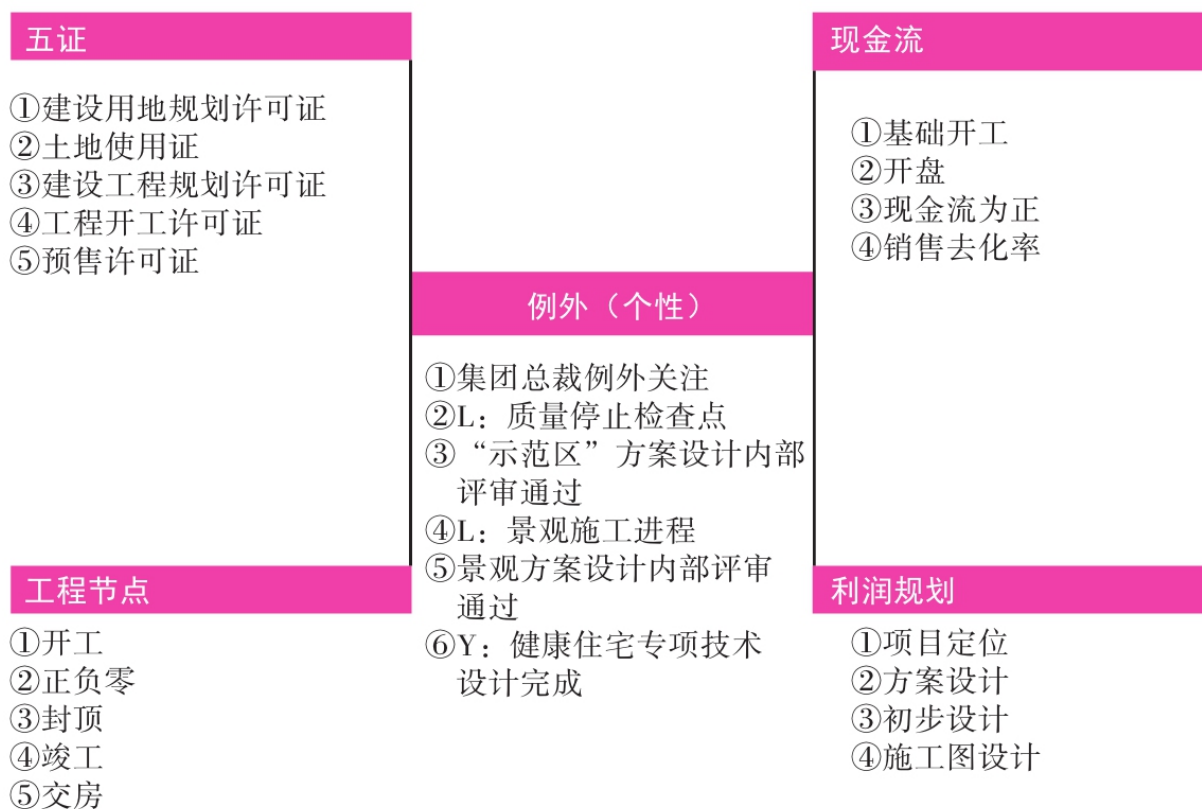 五证
①建设用地规划许可证
②土地使用证
③建设工程规划许可证
④工程开工许可证
⑤预售许可证
现金流
①基础开工
②开盘
③现金流为正
④销售去化率
例外（个性）
①集团总裁例外关注
②L：质量停止检查点
③“示范区”方案设计内部
评审通过
④L：景观施工进程
⑤景观方案设计内部评审
通过
⑥Y：健康住宅专项技术
设计完成
工程节点
①开工
②正负零
③封顶
④竣工
⑤交房
利润规划
①项目定位
②方案设计
③初步设计
④施工图设计